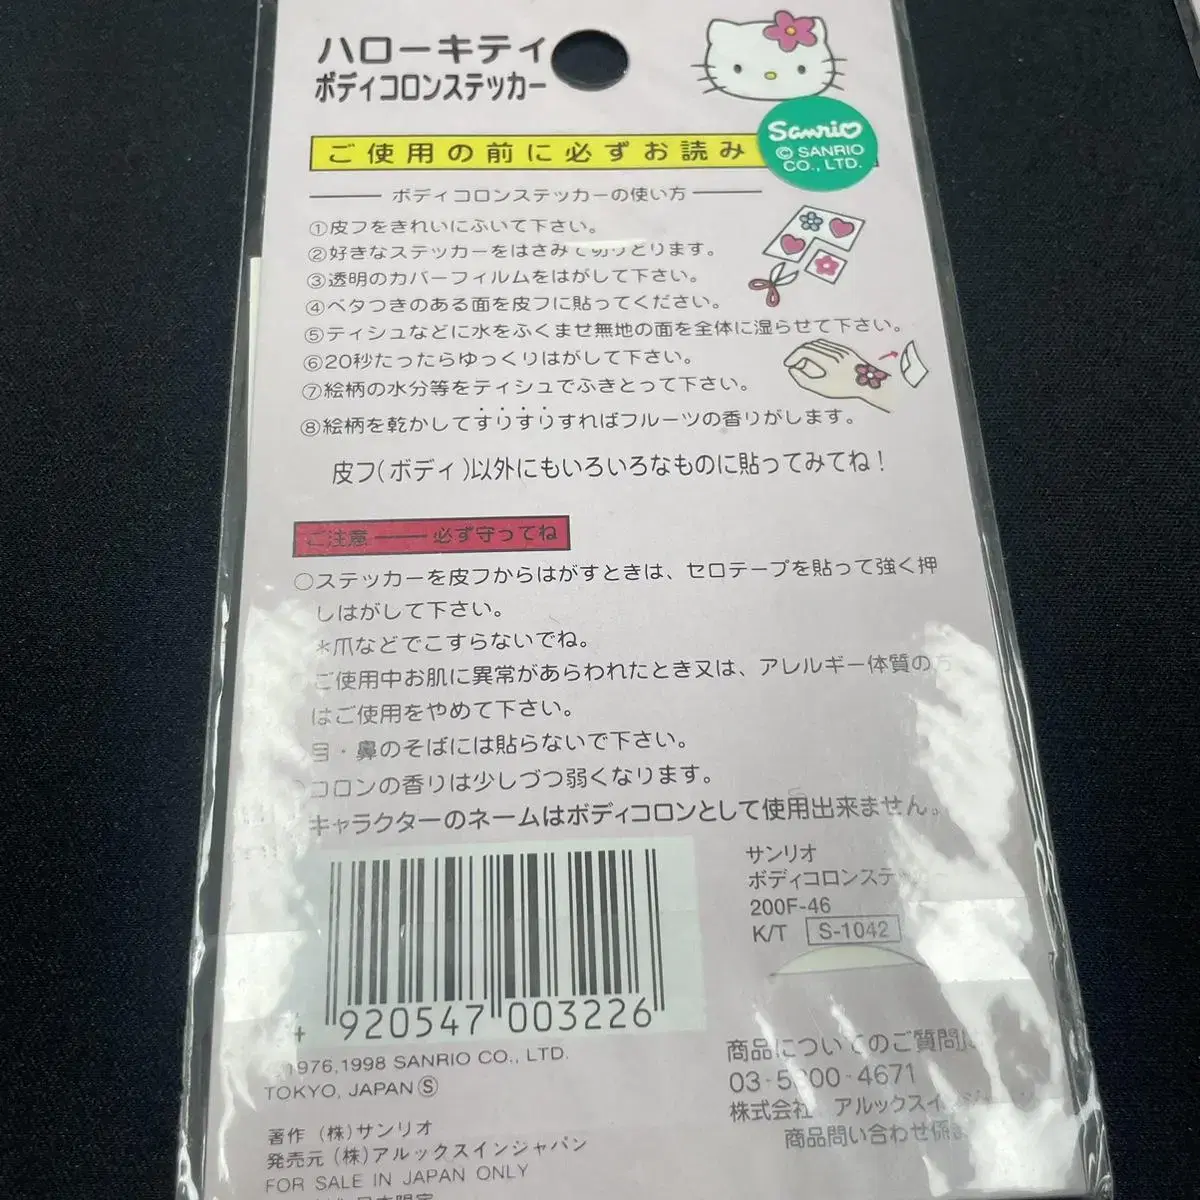 ハローキティ
ボディコロンステッカー
Sanrio
© SANRIO
CO., LTD.
ご使用の前に必ずお読み
ボディコロンステッカーの使い方
①皮フをきれいにふいて下さい。
②好きなステッカーをはさみで切りとります。
③透明のカバーフィルムをはがして下さい。
④ベタつきのある面を皮フに貼ってください。
⑤ティシュなどに水をふくませ無地の面を全体に湿らせて下さい。
⑥20秒たったらゆっくりはがして下さい。
⑦絵柄の水分等をティシュでふきとって下さい。
⑧絵柄を乾かしてすりすりすればフルーツの香りがします。
皮フ(ボディ)以外にもいろいろなものに貼ってみてね!
ご注意――必ず守ってね
○ステッカーを皮フからはがすときは、セロテープを貼って強く押
しはがして下さい。
*爪などでこすらないでね。
ご使用中お肌に異常があらわれたとき又は、アレルギー体質の方
はご使用をやめて下さい。
目・鼻のそばには貼らないで下さい。
○コロンの香りは少しづつ弱くなります。
キャラクターのネームはボディコロンとして使用出来ません。
サンリオ
ボディコロンステッカー
200F-46
K/T S-1042
4 920547 003226
©1976,1998 SANRIO CO., LTD.
TOKYO, JAPAN Ⓢ
著作 (株)サンリオ
発売元 (株)アルックスインジャパン
FOR SALE IN JAPAN ONLY
日本限定
商品についてのご質問は
03-5 00-4671
株式会社 アルックスインジャパン
商品問い合わせ係